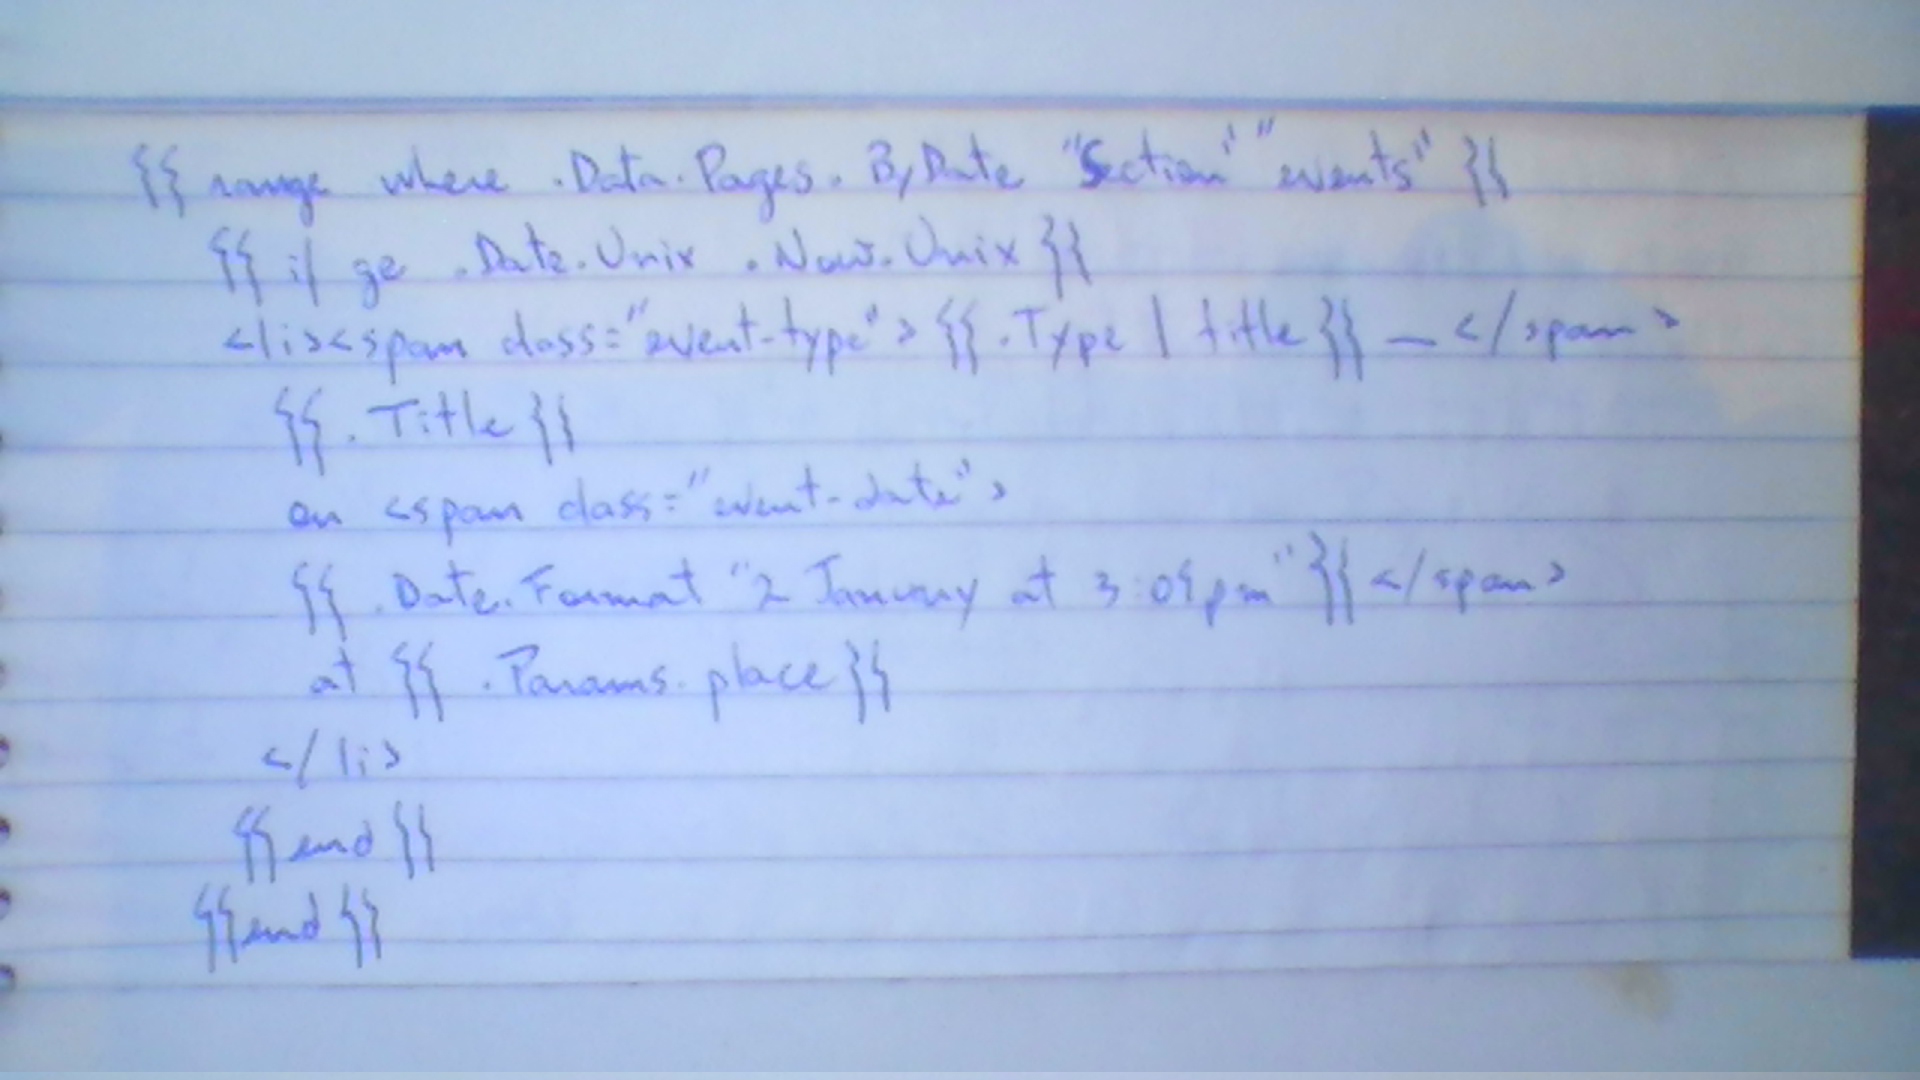 {{ range where .Data.Pages.ByDate "Section" "events" }}
{{ if ge .Date.Unix .Now.Unix }}
<li><span class="event-type">{{ .Type | title }} — </span>
{{ .Title }}
on <span class="event-date">
{{ .Date.Format "2 January at 3:04pm" }}</span>
at {{ .Params.place }}
</li>
{{ end }}
{{ end }}